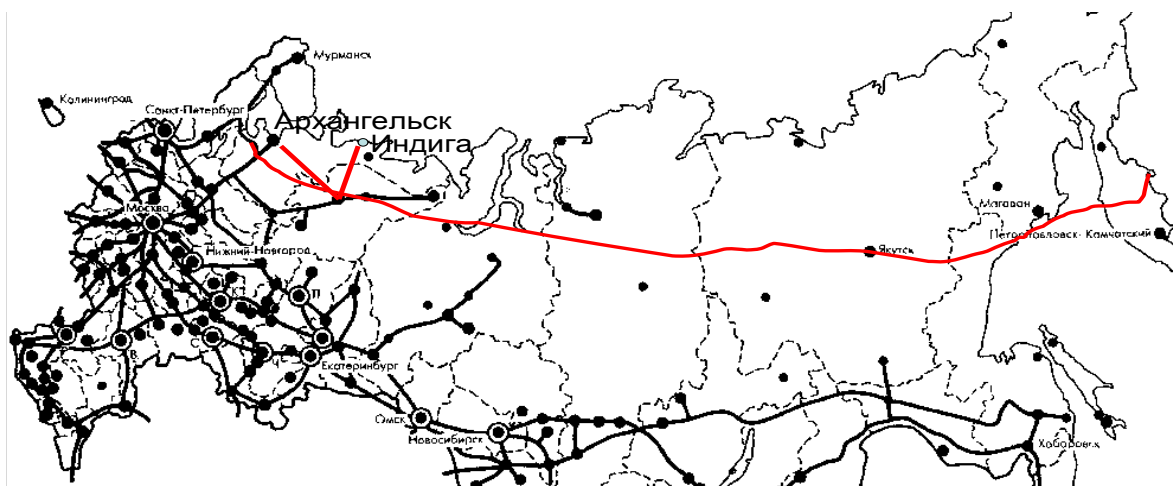 Мурманск
Калининград
Санкт-Петербург
Архангельск
Индига
Москва
Магадан
Петропавловск-Камчатский
Нижний-Новгород
Якутск
П
В
С
Екатеринбург
Омск
Новосибирск
Хабаровск